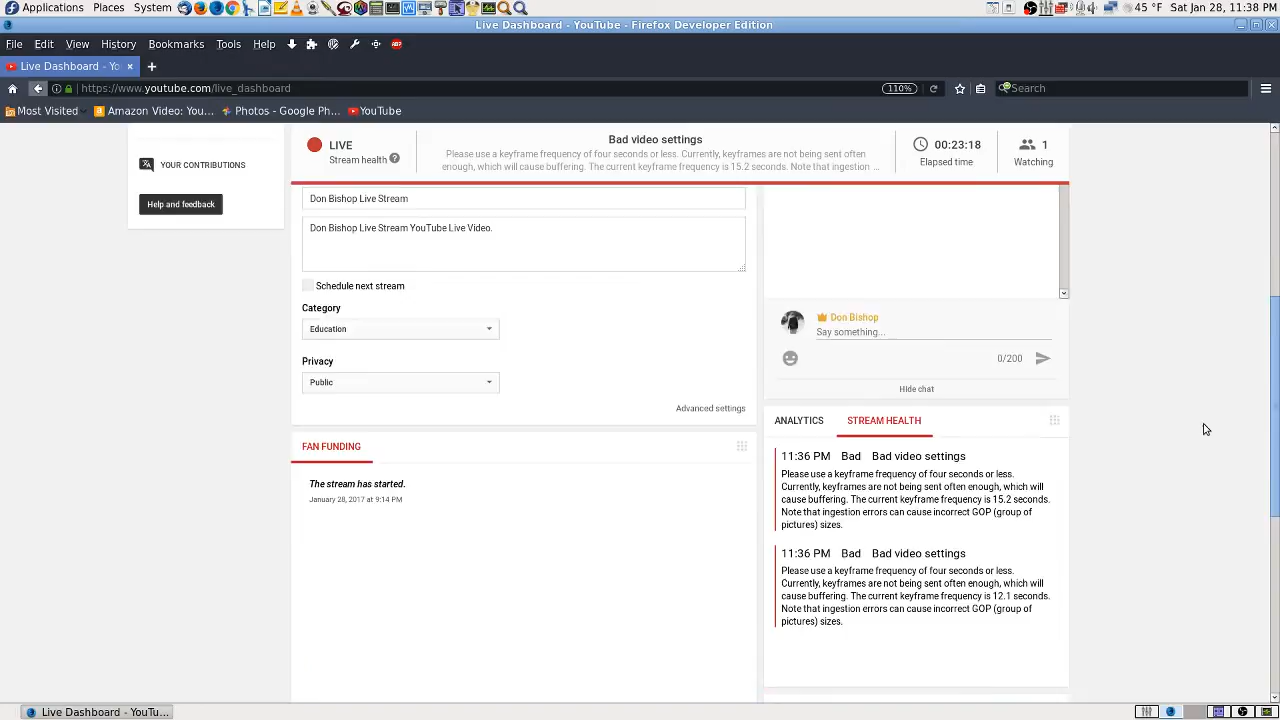 Applications Places System 45 °F Sat Jan 28, 11:38 PM
Live Dashboard - YouTube - Firefox Developer Edition
File Edit View History Bookmarks Tools Help ABP
Live Dashboard - Yo
https://www.youtube.com/live_dashboard 110% Search
Most Visited Amazon Video: You... Photos - Google Ph... YouTube
YOUR CONTRIBUTIONS
Help and feedback
LIVE
Stream health ?
Bad video settings
Please use a keyframe frequency of four seconds or less. Currently, keyframes are not being sent often
enough, which will cause buffering. The current keyframe frequency is 15.2 seconds. Note that ingestion ...
00:23:18
Elapsed time
1
Watching
Don Bishop Live Stream
Don Bishop Live Stream YouTube Live Video.
Schedule next stream
Category
Education
Privacy
Public
Advanced settings
FAN FUNDING
The stream has started.
January 28, 2017 at 9:14 PM
Don Bishop
Say something...
0/200
Hide chat
ANALYTICS STREAM HEALTH
11:36 PM Bad Bad video settings
Please use a keyframe frequency of four seconds or less.
Currently, keyframes are not being sent often enough, which will
cause buffering. The current keyframe frequency is 15.2 seconds.
Note that ingestion errors can cause incorrect GOP (group of
pictures) sizes.
11:36 PM Bad Bad video settings
Please use a keyframe frequency of four seconds or less.
Currently, keyframes are not being sent often enough, which will
cause buffering. The current keyframe frequency is 12.1 seconds.
Note that ingestion errors can cause incorrect GOP (group of
pictures) sizes.
Live Dashboard - YouTu...